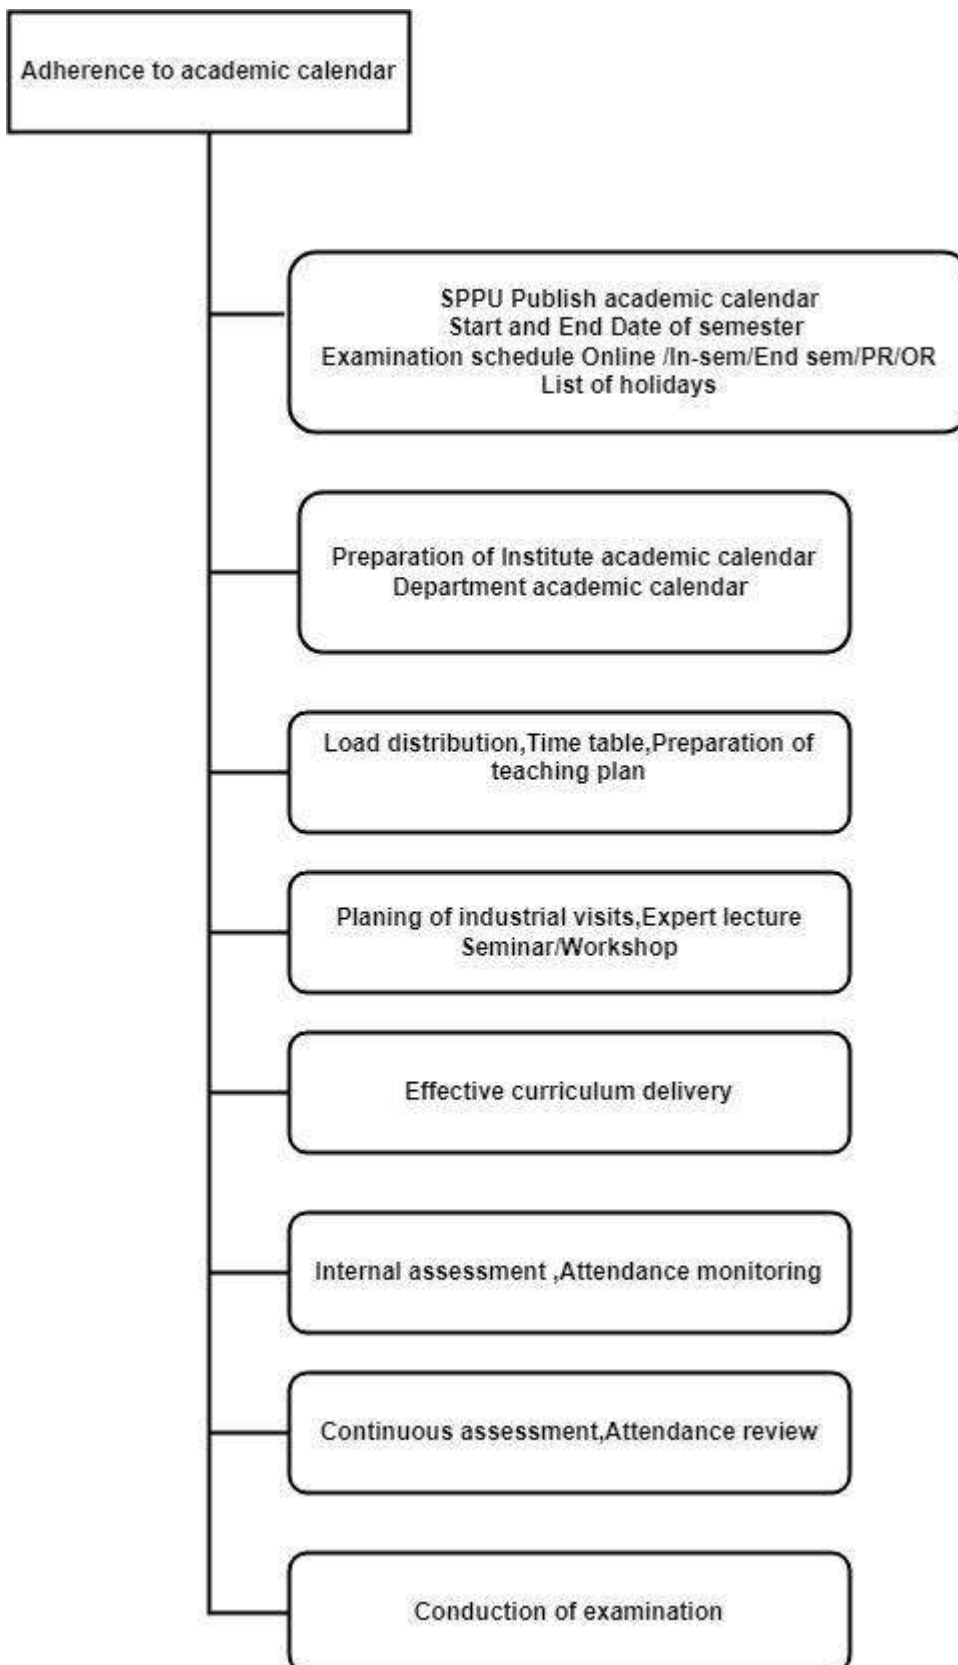 Adherence to academic calendar
SPPU Publish academic calendar
Start and End Date of semester
Examination schedule Online /In-sem/End sem/PR/OR
List of holidays
Preparation of Institute academic calendar
Department academic calendar
Load distribution,Time table,Preparation of
teaching plan
Planing of industrial visits,Expert lecture
Seminar/Workshop
Effective curriculum delivery
Internal assessment ,Attendance monitoring
Continuous assessment,Attendance review
Conduction of examination